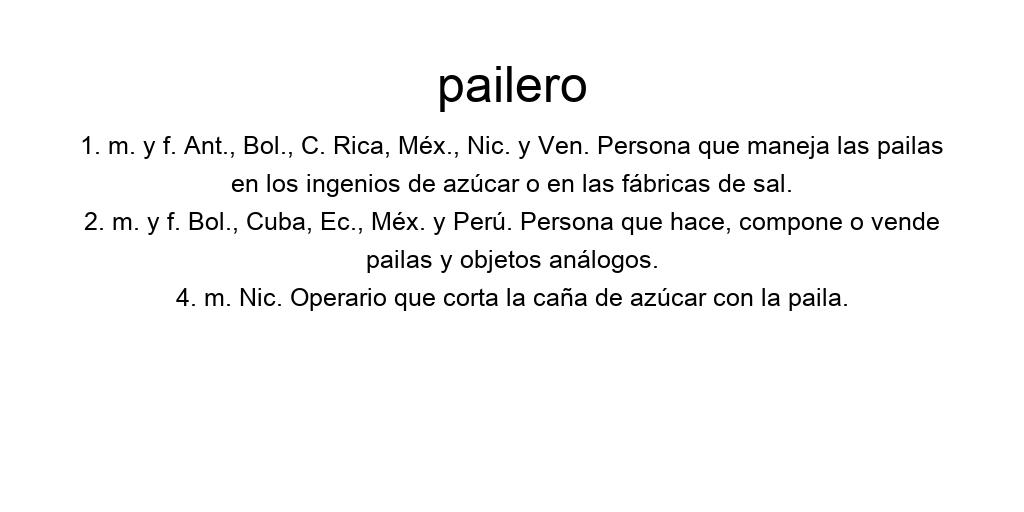 pailero
1. m. y f. Ant., Bol., C. Rica, Méx., Nic. y Ven. Persona que maneja las pailas
en los ingenios de azúcar o en las fábricas de sal.
2. m. y f. Bol., Cuba, Ec., Méx. y Perú. Persona que hace, compone o vende
pailas y objetos análogos.
4. m. Nic. Operario que corta la caña de azúcar con la paila.